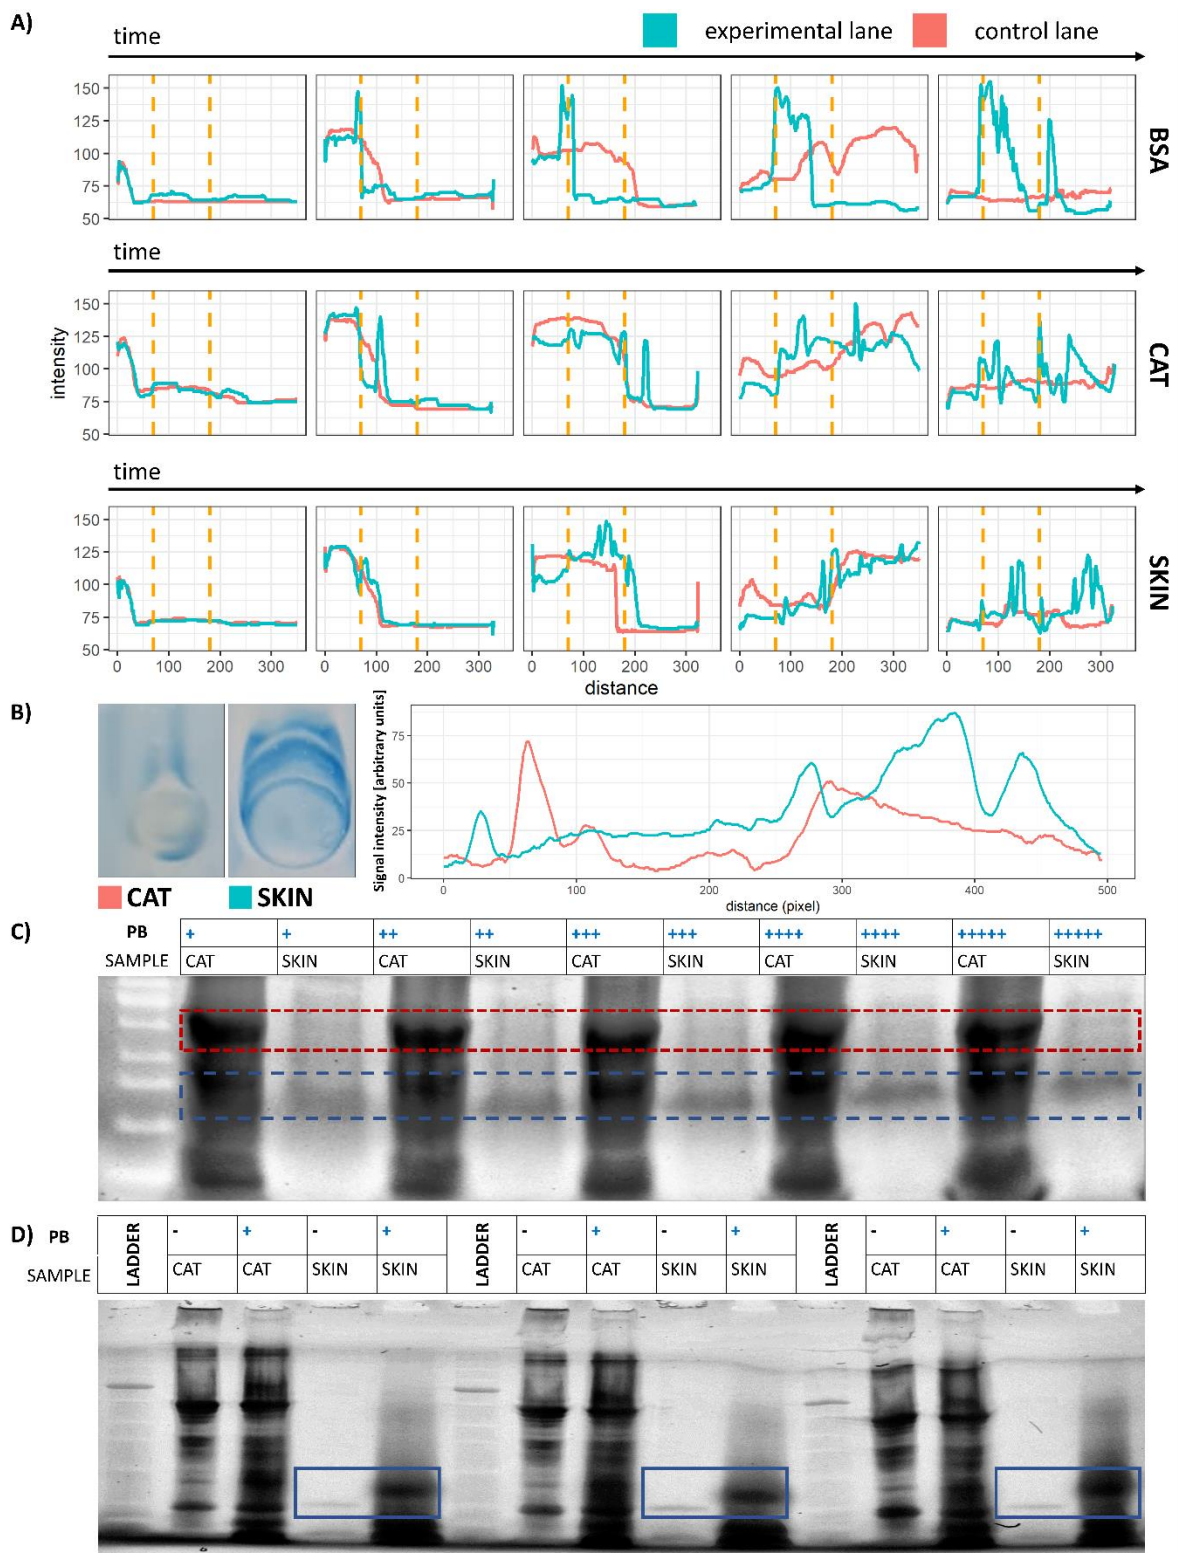 A)
experimental lane control lane
time
150
125
100
75
50
BSA
time
150
125
100
75
50
intensity
CAT
time
150
125
100
75
50
SKIN
0 100 200 300 0 100 200 300 0 100 200 300 0 100 200 300 0 100 200 300
distance
B)
Signal intensity [arbitrary units]
75
50
25
0
0 100 200 300 400 500
distance (pixel)
CAT SKIN
C)
PB + + ++ ++ +++ +++ ++++ ++++ +++++ +++++
SAMPLE CAT SKIN CAT SKIN CAT SKIN CAT SKIN CAT SKIN
D)
PB LADDER - + - + LADDER - + - + LADDER - + - +
SAMPLE CAT CAT SKIN SKIN CAT CAT SKIN SKIN CAT CAT SKIN SKIN